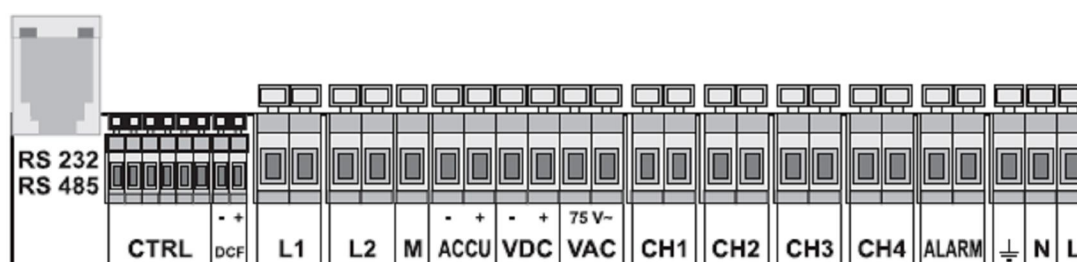 RS 232
RS 485
- + - + - + 75 V~
CTRL DCF L1 L2 M ACCU VDC VAC CH1 CH2 CH3 CH4 ALARM N L